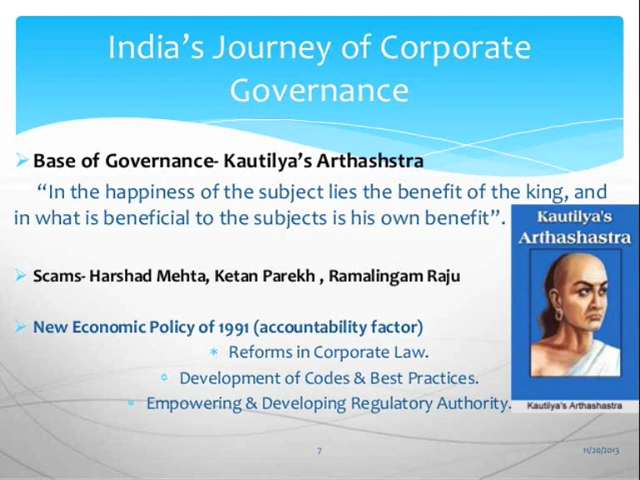 India's Journey of Corporate
Governance
Base of Governance- Kautilya's Arthashstra
"In the happiness of the subject lies the benefit of the king, and
in what is beneficial to the subjects is his own benefit".
Kautilya's
Arthashastra
Scams- Harshad Mehta, Ketan Parekh , Ramalingam Raju
New Economic Policy of 1991 (accountability factor)
Reforms in Corporate Law.
Development of Codes & Best Practices.
Empowering & Developing Regulatory Authority.
Kautilya's Arthashastra
7
11/20/2013